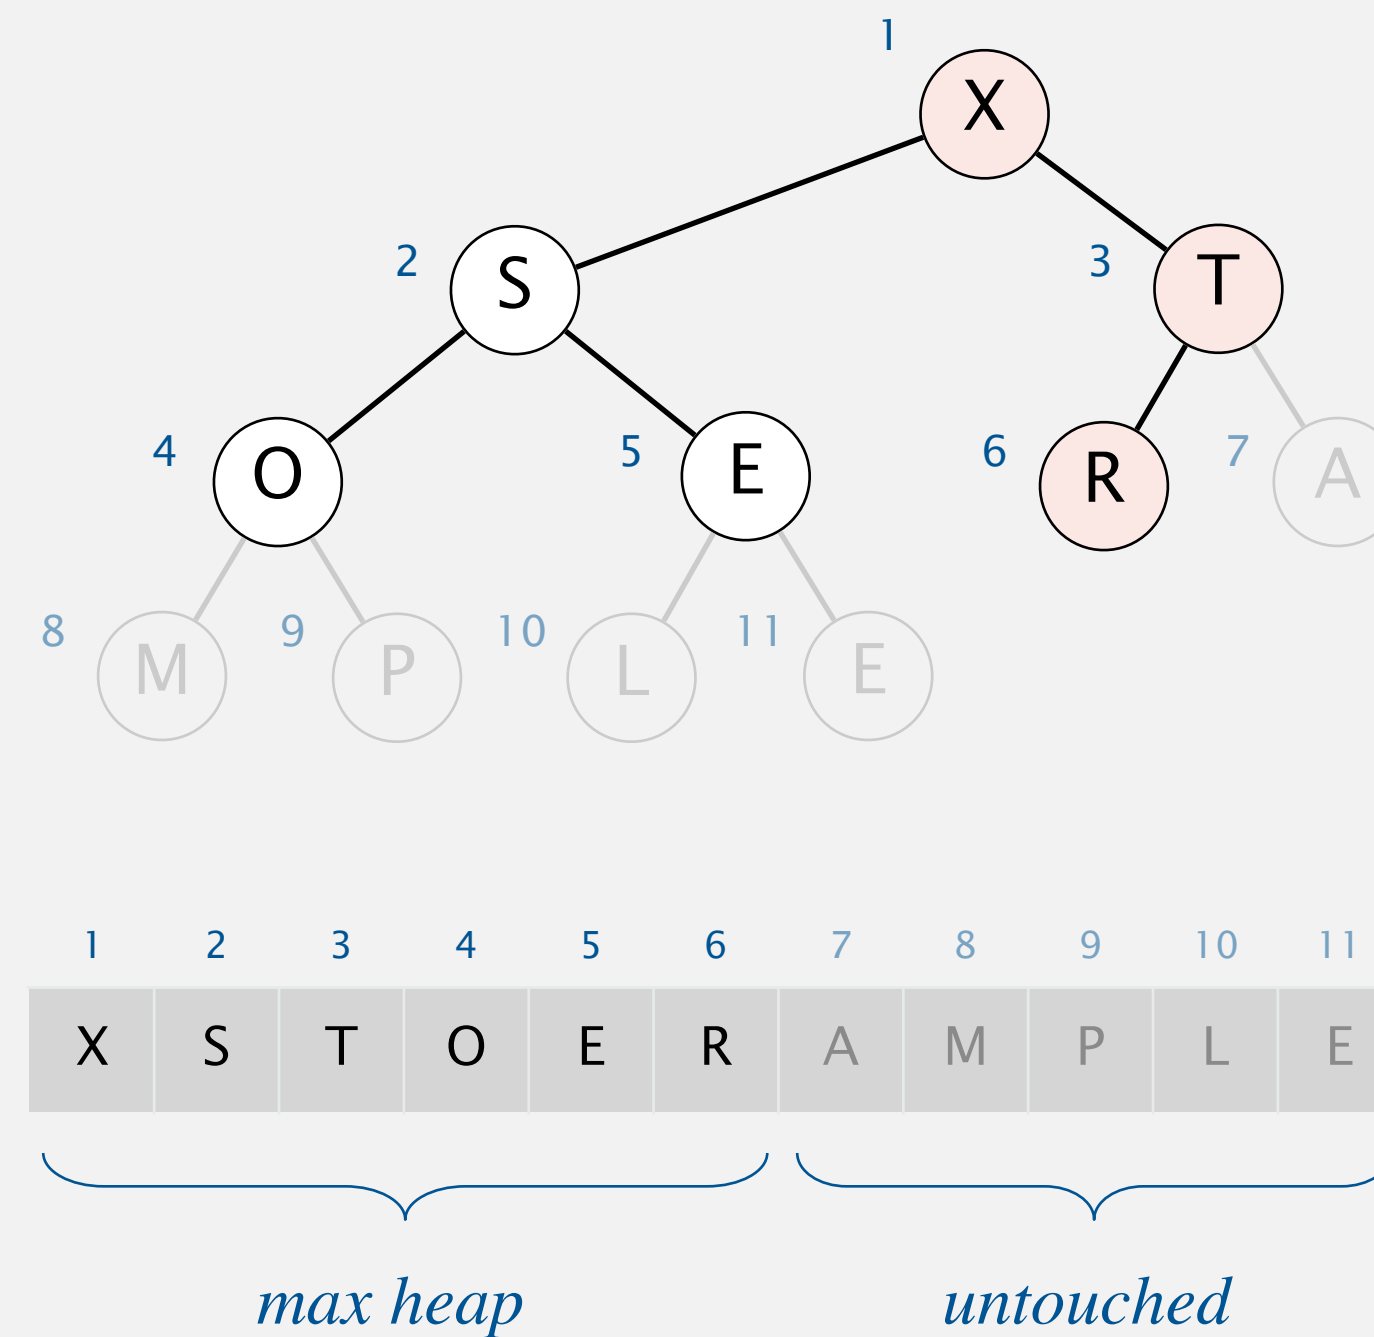 1
X
2 S 3 T
4 O 5 E 6 R 7 A
8 M 9 P 10 L 11 E
1 2 3 4 5 6 7 8 9 10 11
X S T O E R A M P L E
max heap untouched